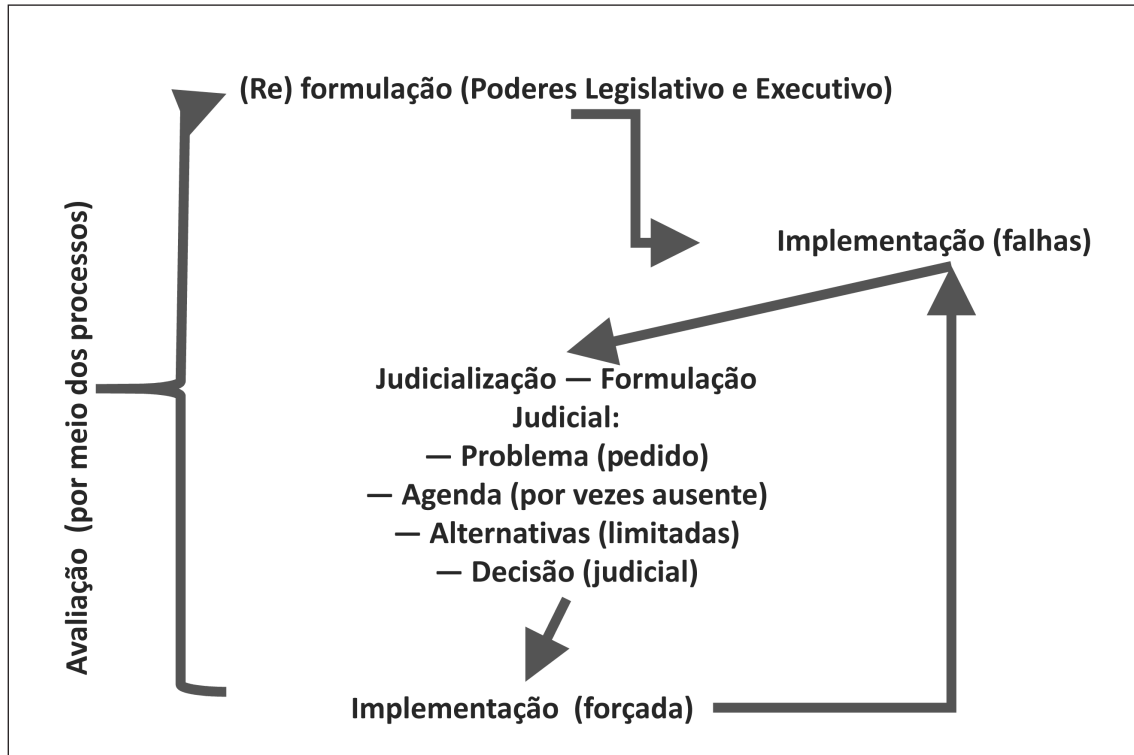 (Re) formulação (Poderes Legislativo e Executivo)
Implementação (falhas)
Avaliação (por meio dos processos)
Judicialização — Formulação
Judicial:
— Problema (pedido)
— Agenda (por vezes ausente)
— Alternativas (limitadas)
— Decisão (judicial)
Implementação (forçada)